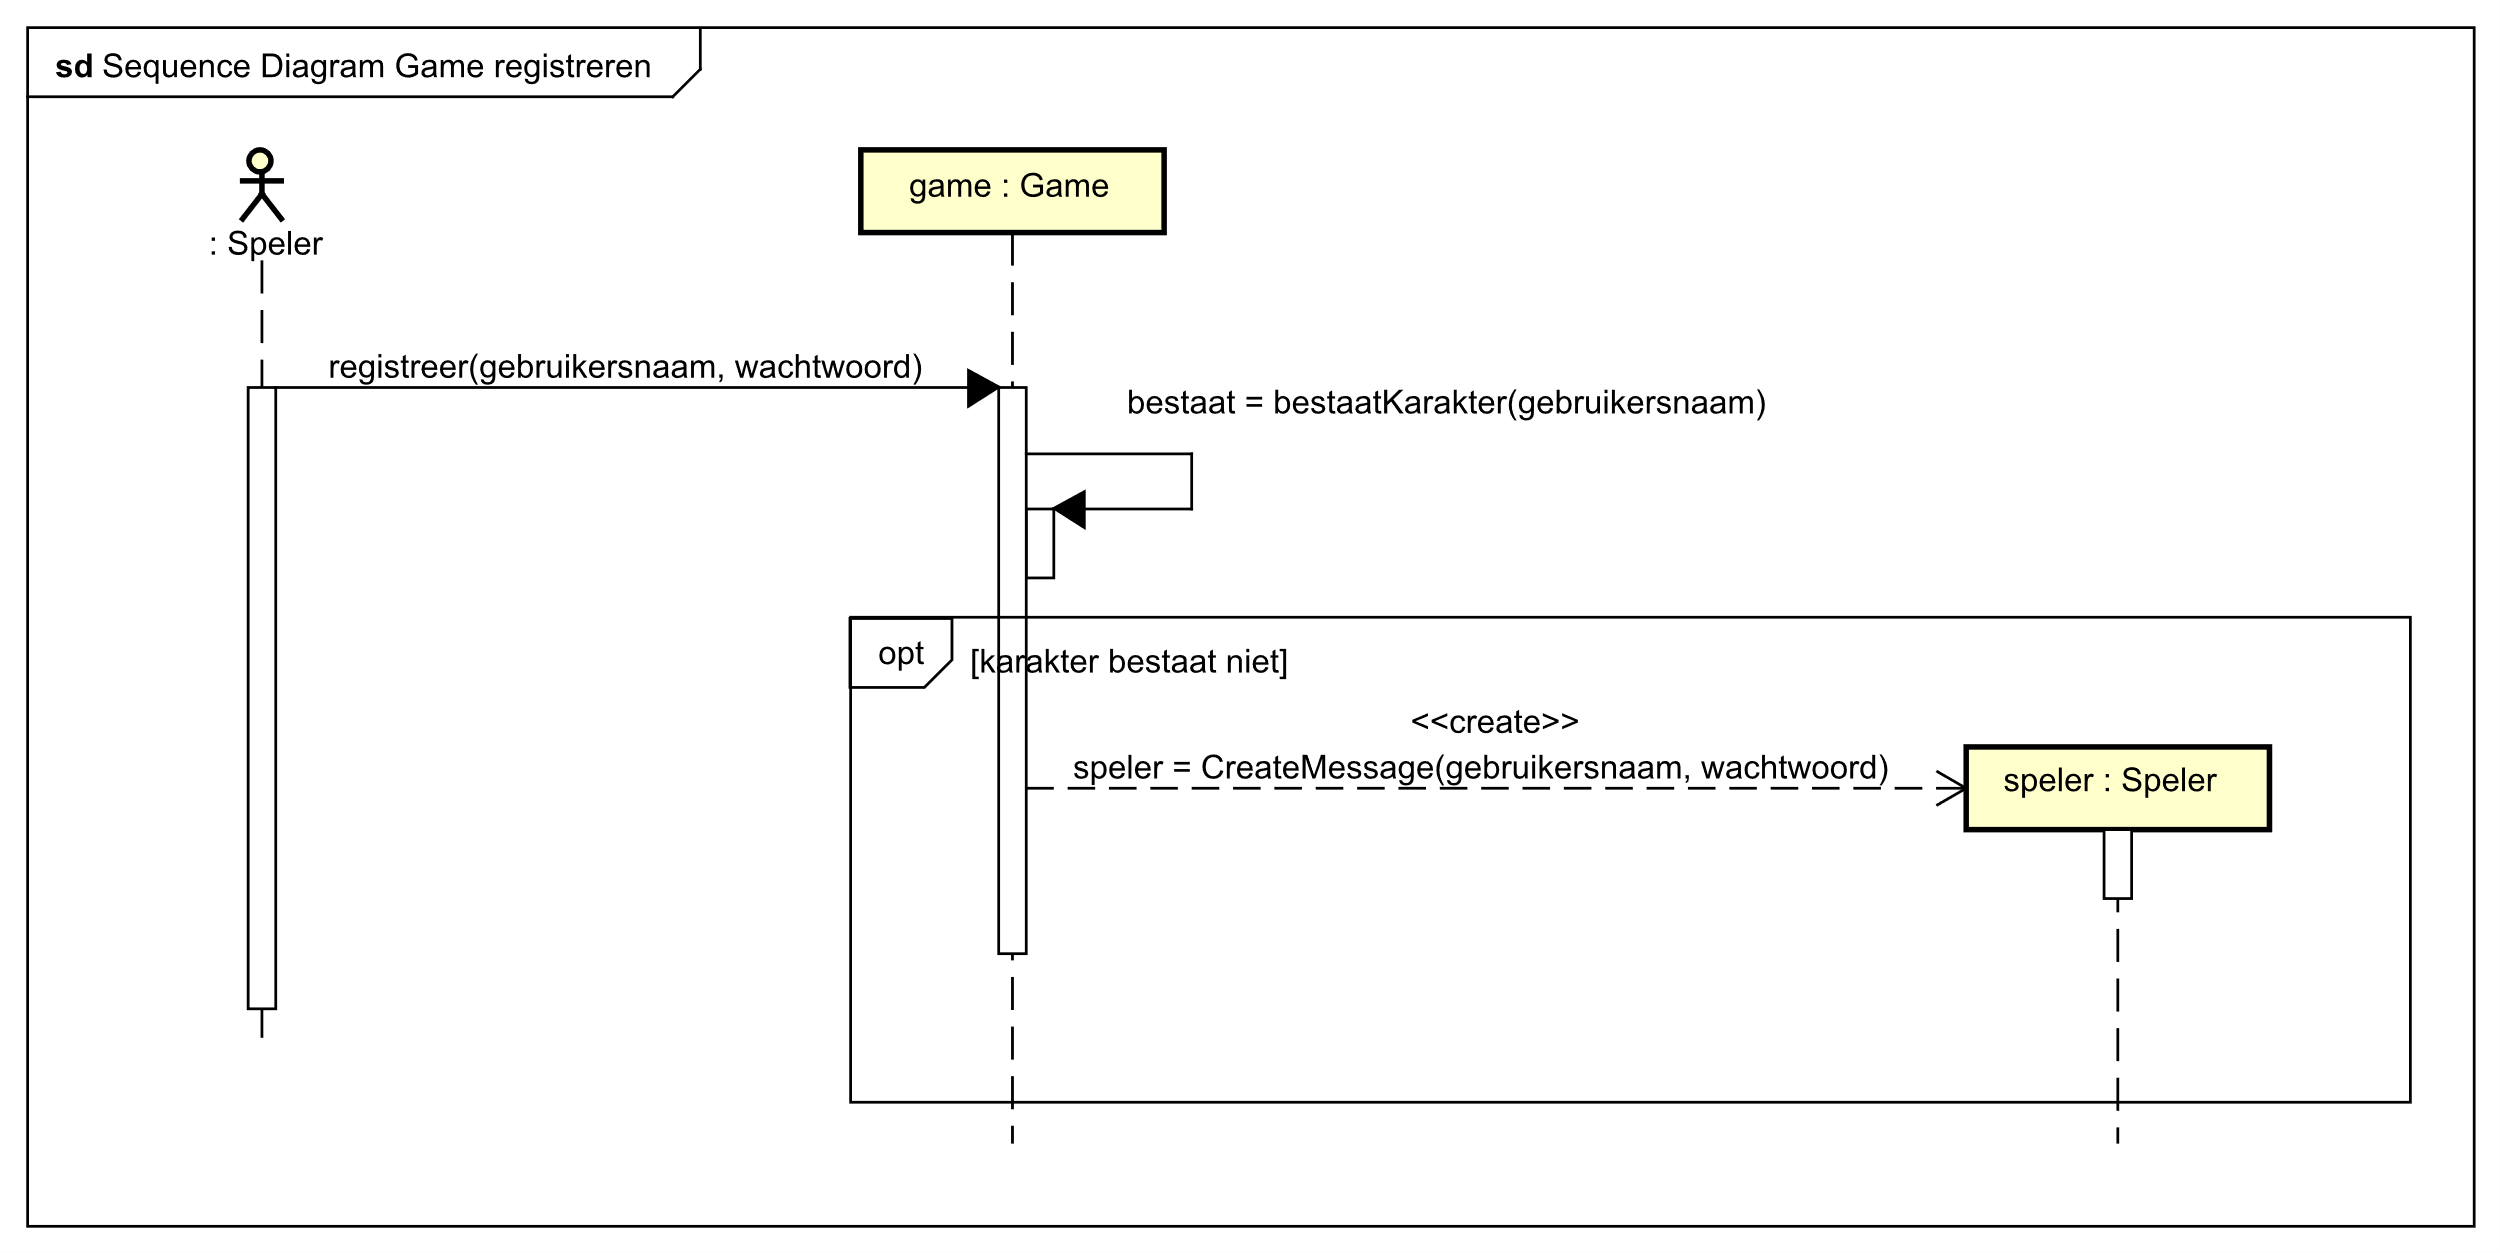 sd Sequence Diagram Game registreren
: Speler
game : Game
registreer(gebruikersnaam, wachtwoord)
bestaat = bestaatKarakter(gebruikersnaam)
opt
[karakter bestaat niet]
<<create>>
speler = CreateMessage(gebruikersnaam, wachtwoord)
speler : Speler